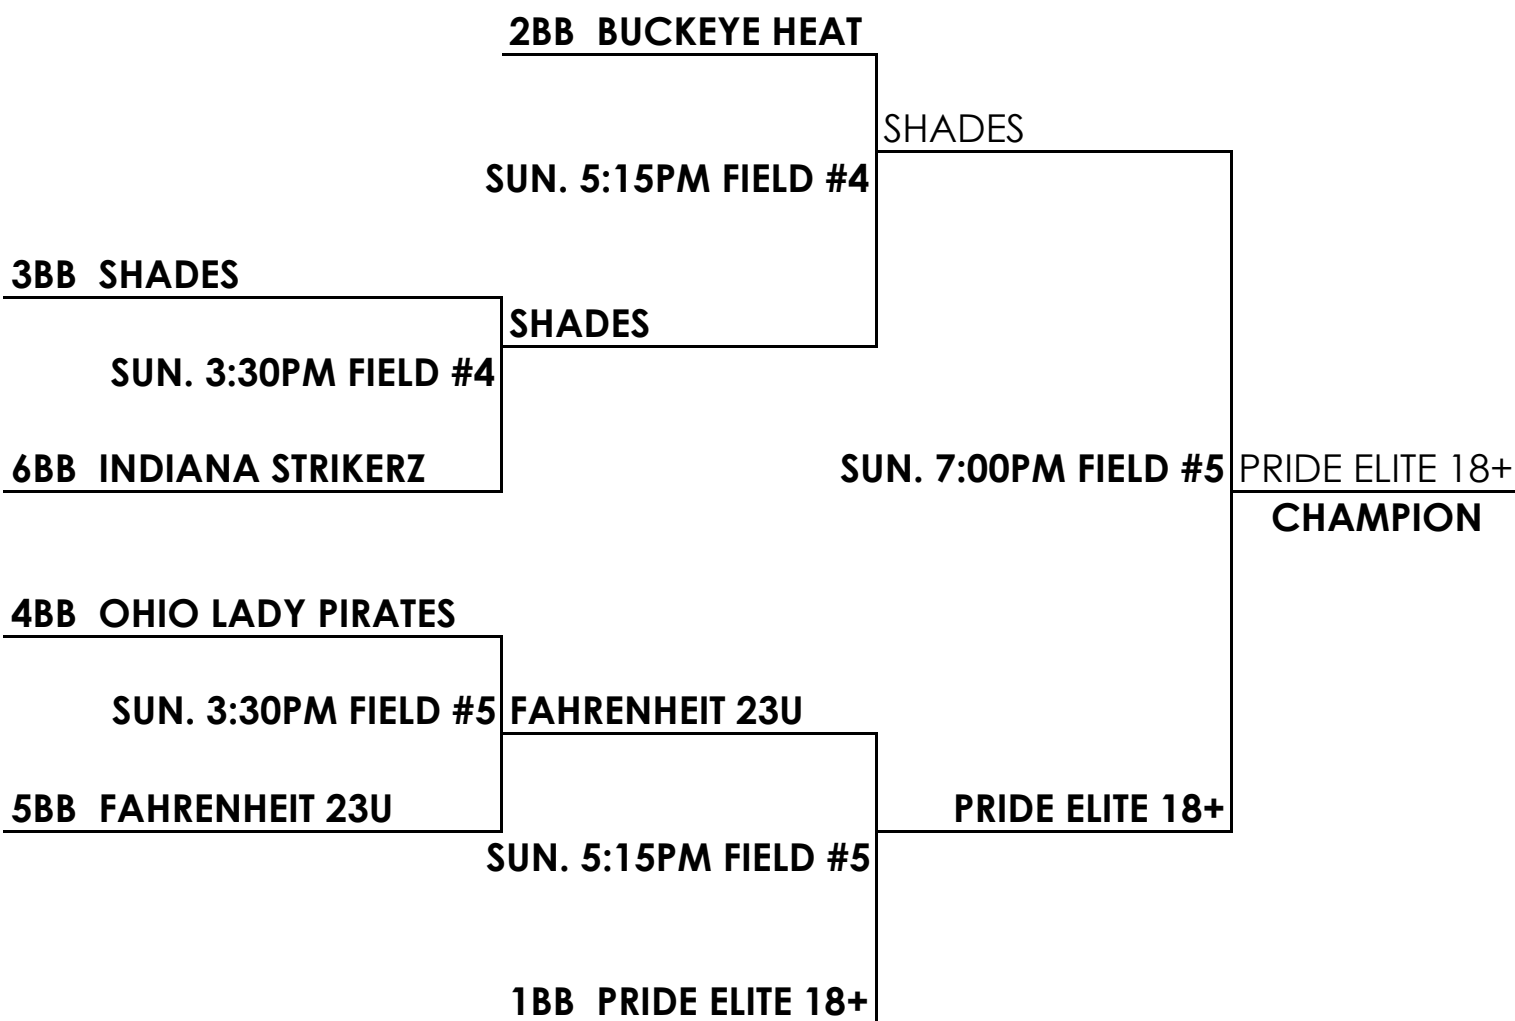 2BB BUCKEYE HEAT
SHADES
SUN. 5:15PM FIELD #4
3BB SHADES
SHADES
SUN. 3:30PM FIELD #4
6BB INDIANA STRIKERZ
SUN. 7:00PM FIELD #5
PRIDE ELITE 18+
CHAMPION
4BB OHIO LADY PIRATES
SUN. 3:30PM FIELD #5
FAHRENHEIT 23U
5BB FAHRENHEIT 23U
PRIDE ELITE 18+
SUN. 5:15PM FIELD #5
1BB PRIDE ELITE 18+